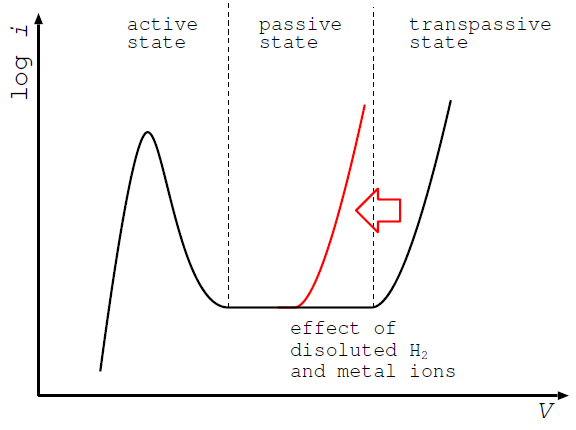 active
state
passive
state
transpassive
state
log i
effect of
disoluted H₂
and metal ions
V